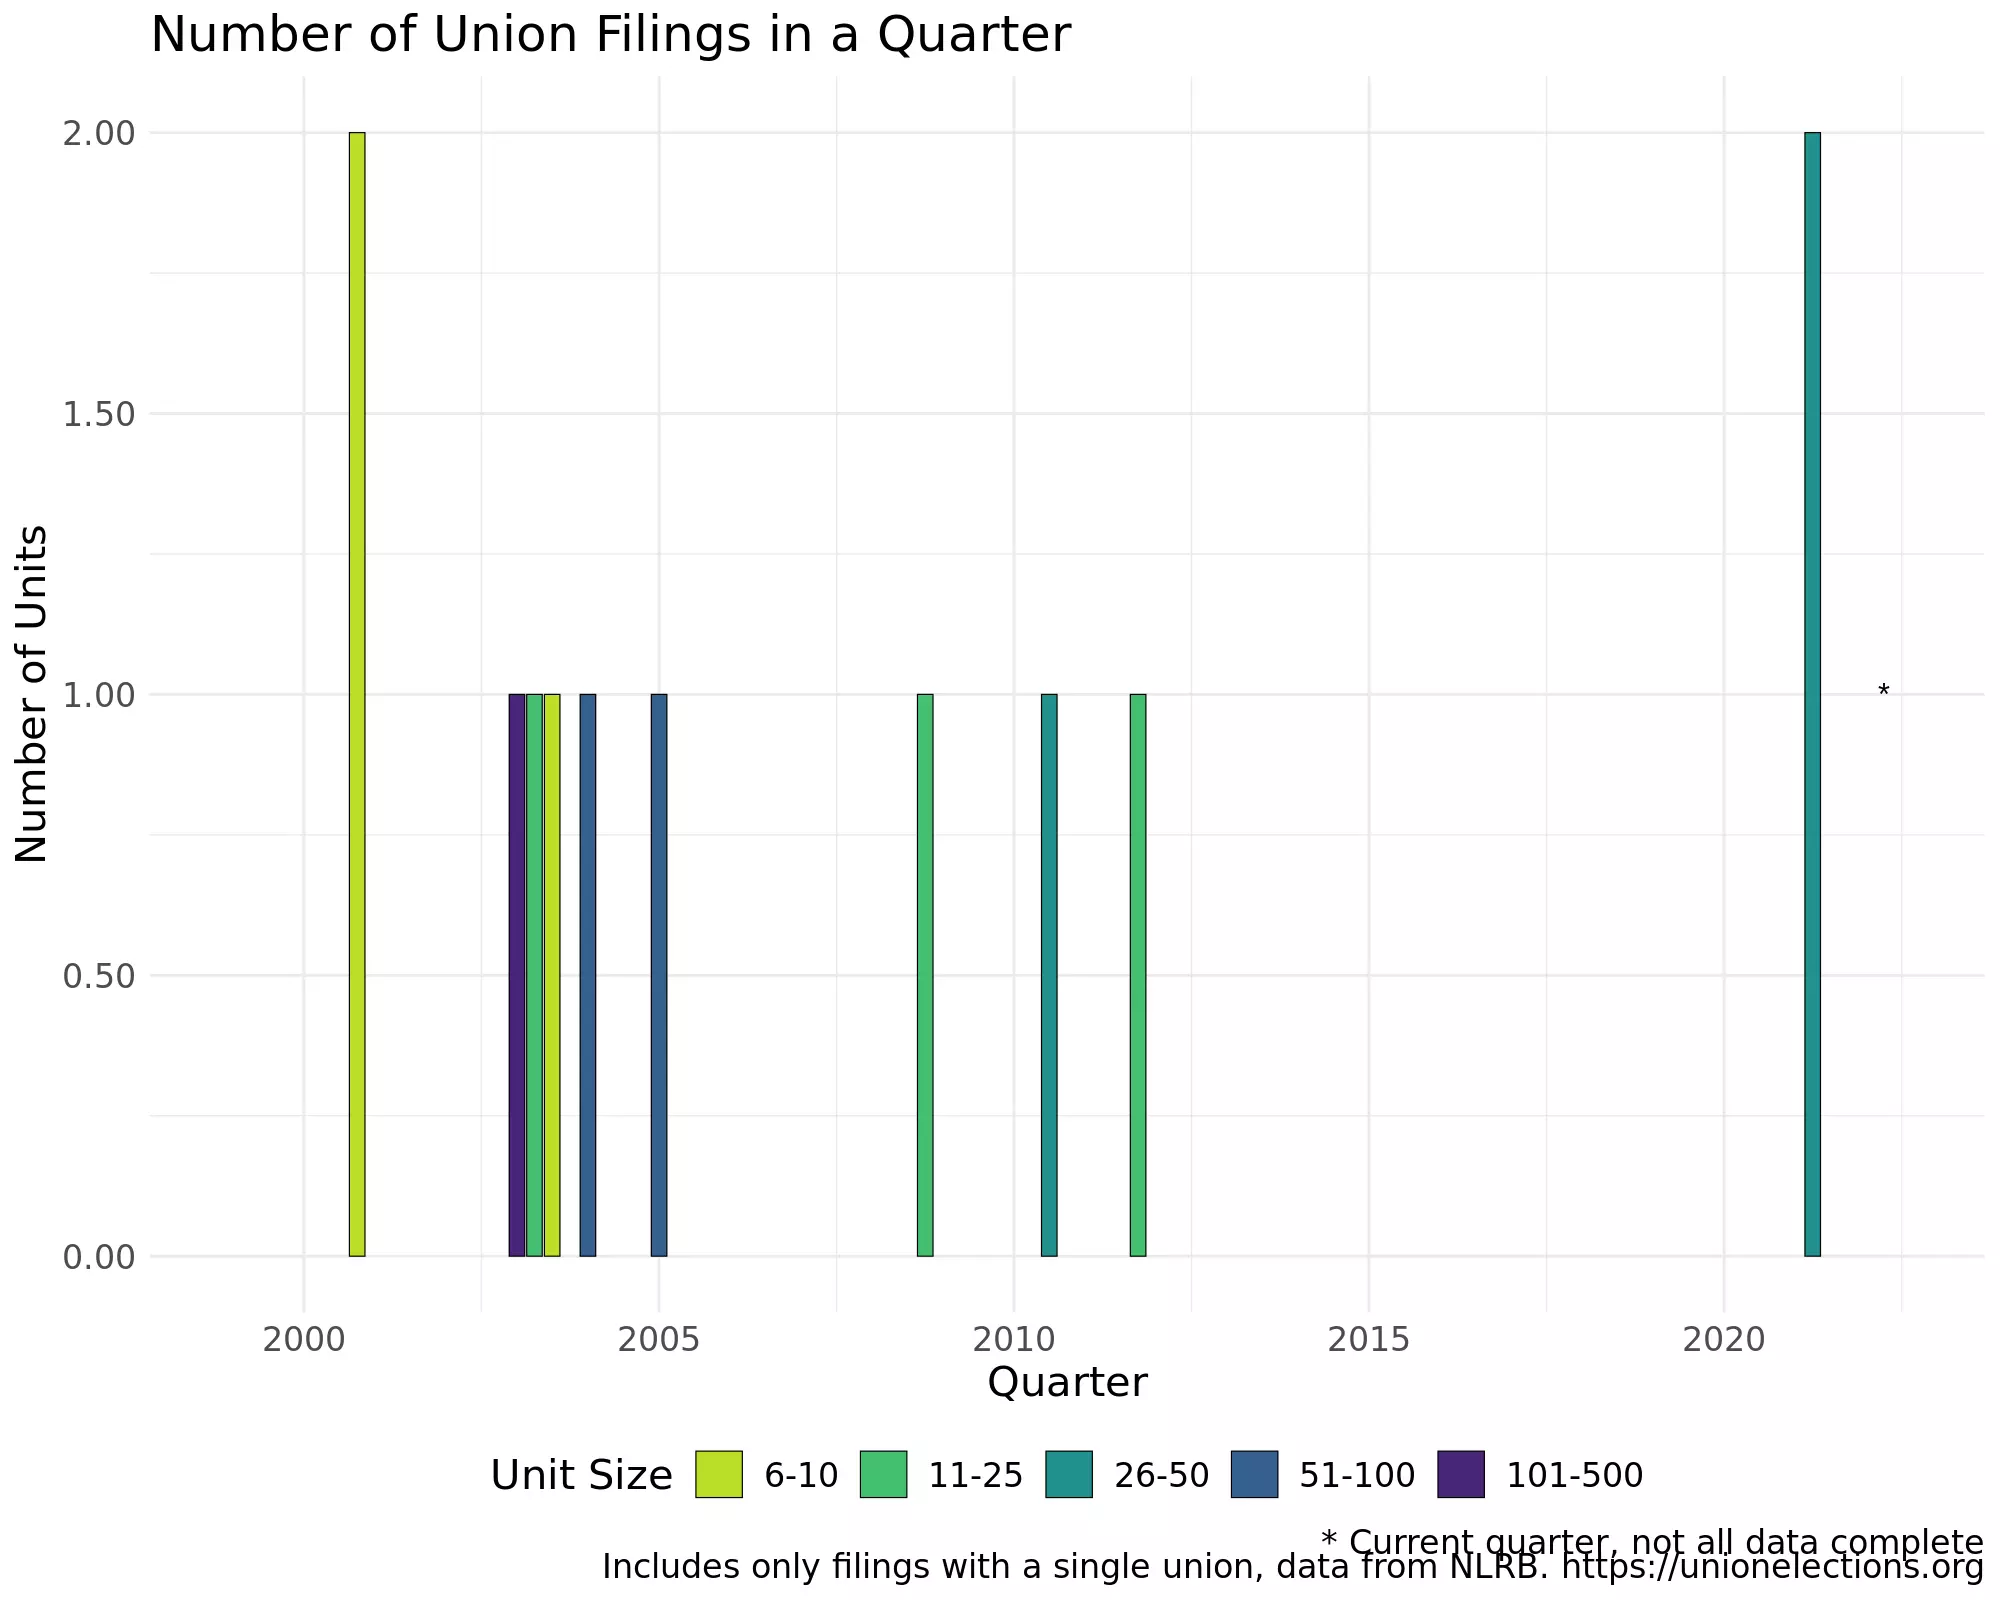 Number of Union Filings in a Quarter
Number of Units
2.00
1.50
1.00
0.50
0.00
*
2000 2005 2010 2015 2020
Quarter
Unit Size 6-10 11-25 26-50 51-100 101-500
* Current quarter, not all data complete
Includes only filings with a single union, data from NLRB. https://unionelections.org